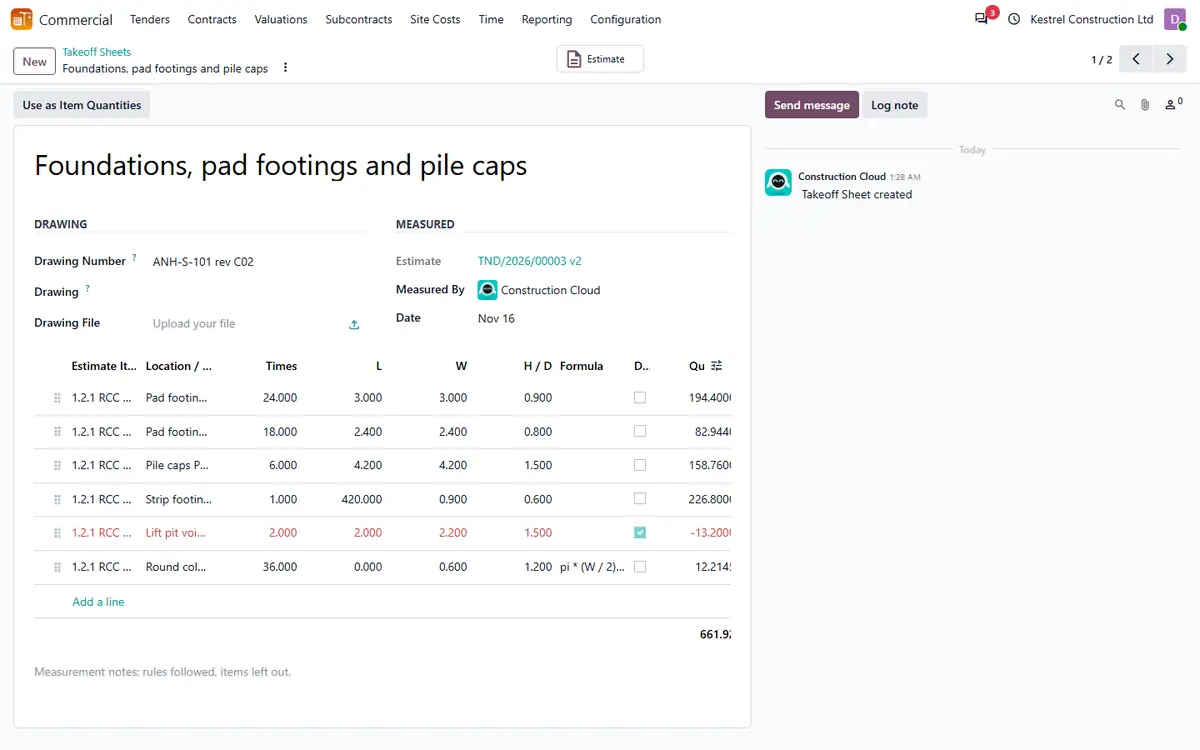 Commercial Tenders Contracts Valuations Subcontracts Site Costs Time Reporting Configuration 3 Kestrel Construction Ltd D
New Takeoff Sheets
Foundations, pad footings and pile caps
Estimate
1 / 2
Use as Item Quantities
Send message Log note 0
Foundations, pad footings and pile caps
Today
Construction Cloud 1:28 AM
Takeoff Sheet created
DRAWING MEASURED
Drawing Number ? ANH-S-101 rev C02 Estimate TND/2026/00003 v2
Drawing ? Measured By Construction Cloud
Drawing File Upload your file Date Nov 16
Estimate It... Location / ... Times L W H / D Formula D... Qu
1.2.1 RCC ... Pad footin... 24.000 3.000 3.000 0.900 194.400
1.2.1 RCC ... Pad footin... 18.000 2.400 2.400 0.800 82.944
1.2.1 RCC ... Pile caps P... 6.000 4.200 4.200 1.500 158.760
1.2.1 RCC ... Strip footin... 1.000 420.000 0.900 0.600 226.800
1.2.1 RCC ... Lift pit voi... 2.000 2.000 2.200 1.500 -13.200
1.2.1 RCC ... Round col... 36.000 0.000 0.600 1.200 pi * (W / 2)... 12.214
Add a line
661.92
Measurement notes: rules followed, items left out.